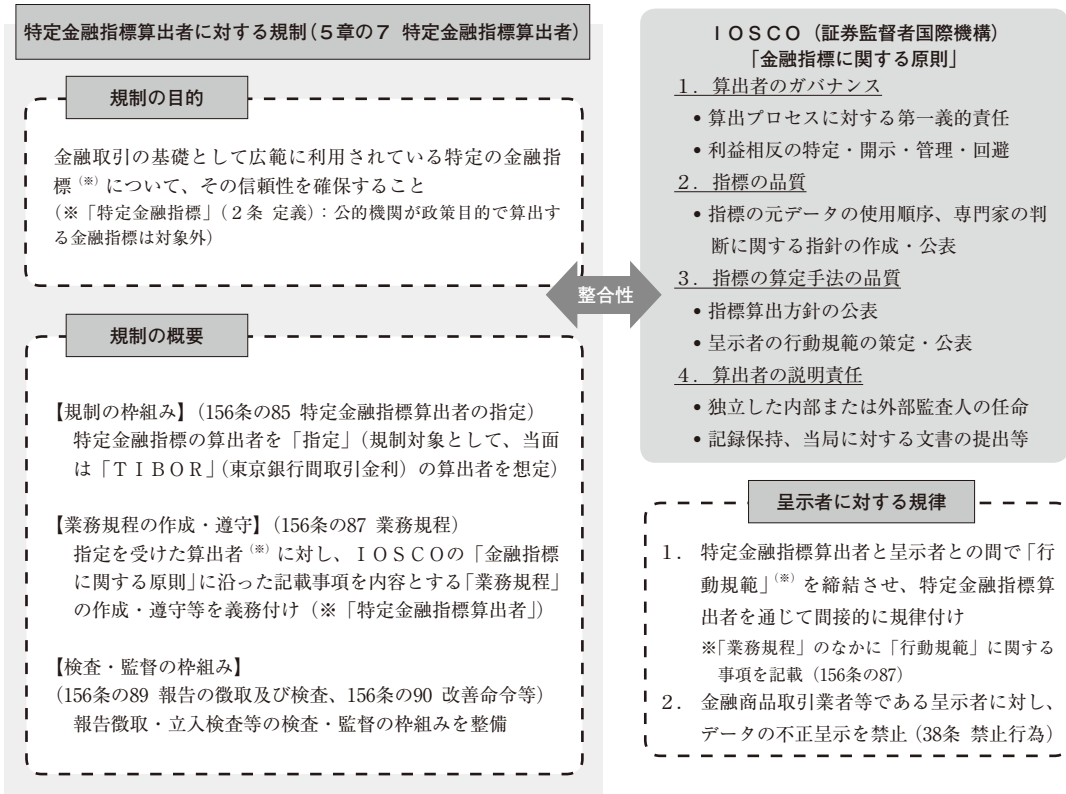 特定金融指標算出者に対する規制（５章の７　特定金融指標算出者）
規制の目的
金融取引の基礎として広範に利用されている特定の金融指
標（※）について、その信頼性を確保すること
（※「特定金融指標」（２条 定義）：公的機関が政策目的で算出す
る金融指標は対象外）
規制の概要
【規制の枠組み】（156条の85 特定金融指標算出者の指定）
特定金融指標の算出者を「指定」（規制対象として、当面
は「ＴＩＢＯＲ」（東京銀行間取引金利）の算出者を想定）
【業務規程の作成・遵守】（156条の87 業務規程）
指定を受けた算出者（※）に対し、ＩＯＳＣＯの「金融指標
に関する原則」に沿った記載事項を内容とする「業務規程」
の作成・遵守等を義務付け（※「特定金融指標算出者」）
【検査・監督の枠組み】
（156条の89 報告の徴取及び検査、156条の90 改善命令等）
報告徴取・立入検査等の検査・監督の枠組みを整備
整合性
ＩＯＳＣＯ（証券監督者国際機構）
「金融指標に関する原則」
１．算出者のガバナンス
• 算出プロセスに対する第一義的責任
• 利益相反の特定・開示・管理・回避
２．指標の品質
• 指標の元データの使用順序、専門家の判
断に関する指針の作成・公表
３．指標の算定手法の品質
• 指標算出方針の公表
• 呈示者の行動規範の策定・公表
４．算出者の説明責任
• 独立した内部または外部監査人の任命
• 記録保持、当局に対する文書の提出等
呈示者に対する規律
１．特定金融指標算出者と呈示者との間で「行
動規範」（※）を締結させ、特定金融指標算
出者を通じて間接的に規律付け
※「業務規程」のなかに「行動規範」に関する
事項を記載（156条の87）
２．金融商品取引業者等である呈示者に対し、
データの不正呈示を禁止（38条 禁止行為）